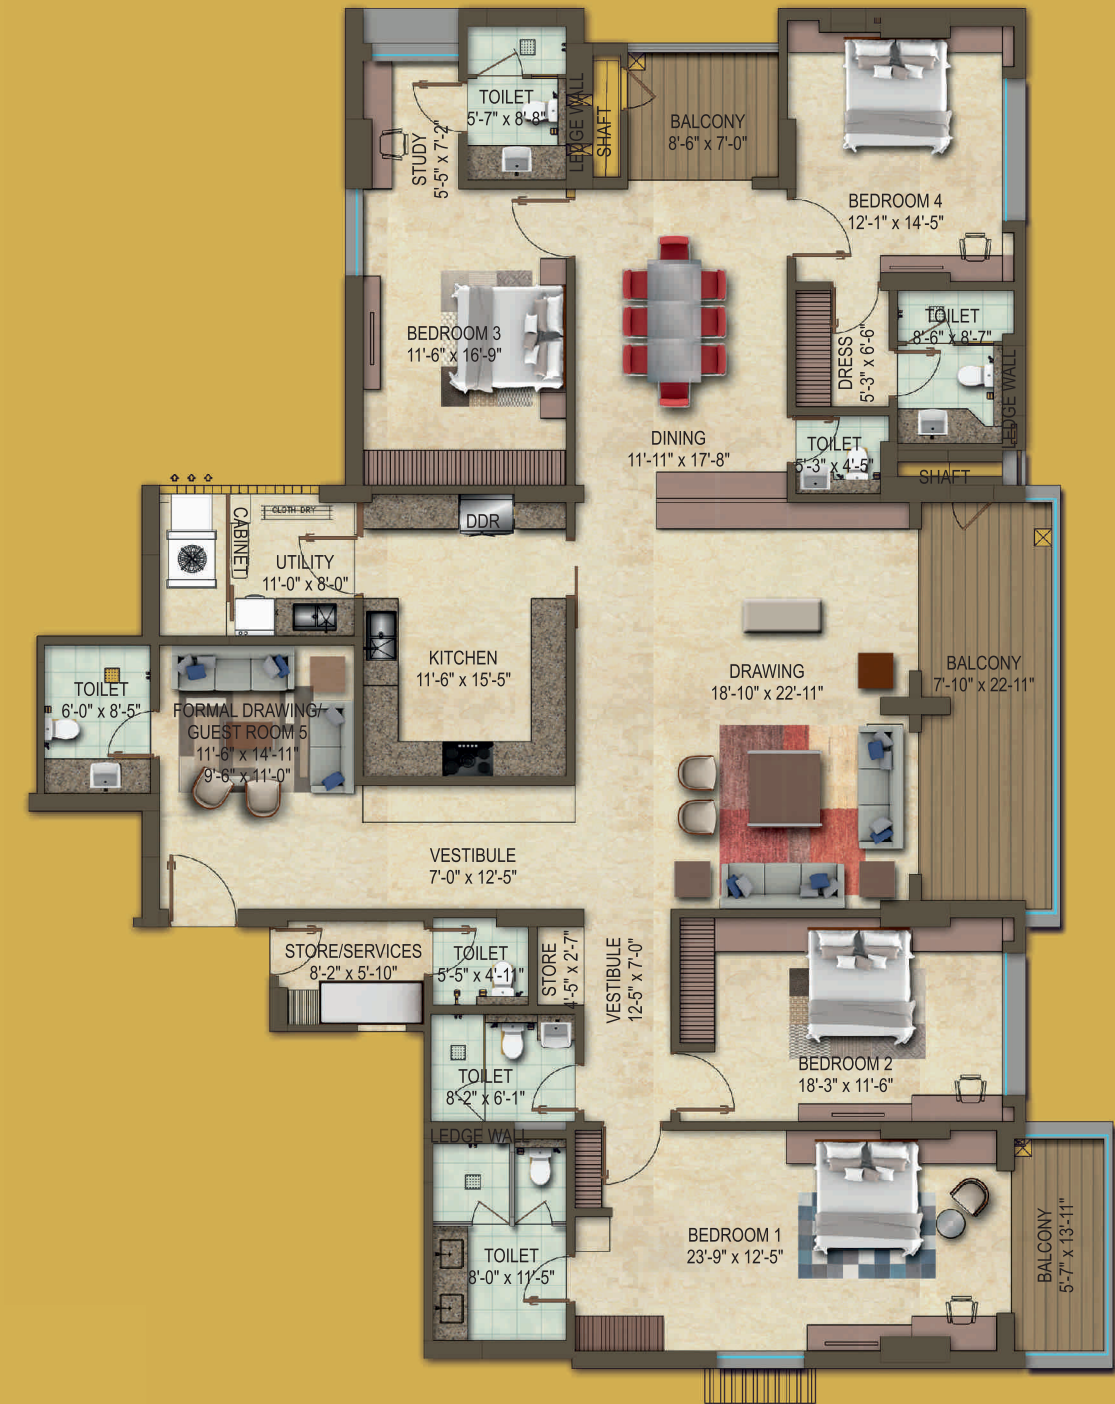 TOILET
5'-7" x 8'-8"
LEDGE WALL
SHAFT
BALCONY
8'-6" x 7'-0"
STUDY
5'-5" x 7'-2"
BEDROOM 4
12'-1" x 14'-5"
BEDROOM 3
11'-6" x 16'-9"
TOILET
8'-6" x 8'-7"
DRESS
5'-3" x 6'-6"
LEDGE WALL
DINING
11'-11" x 17'-8"
TOILET
5'-3" x 4'-5"
SHAFT
CLOTH DRY
CABINET
UTILITY
11'-0" x 8'-0"
DDR
KITCHEN
11'-6" x 15'-5"
DRAWING
18'-10" x 22'-11"
BALCONY
7'-10" x 22-11"
TOILET
6'-0" x 8'-5"
FORMAL DRAWING/
GUEST ROOM 5
11'-6" x 14'-11"
9'-6" x 11'-0"
VESTIBULE
7'-0" x 12'-5"
STORE/SERVICES
8'-2" x 5'-10"
TOILET
5'-5" x 4'-11"
STORE
4'-5" x 2'-7"
VESTIBULE
12-5" x 7'-0"
BEDROOM 2
18'-3" x 11'-6"
TOILET
8'-2" x 6'-1"
LEDGE WALL
TOILET
8'-0" x 11'-5"
BEDROOM 1
23'-9" x 12'-5"
BALCONY
5'-7" x 13'-11"